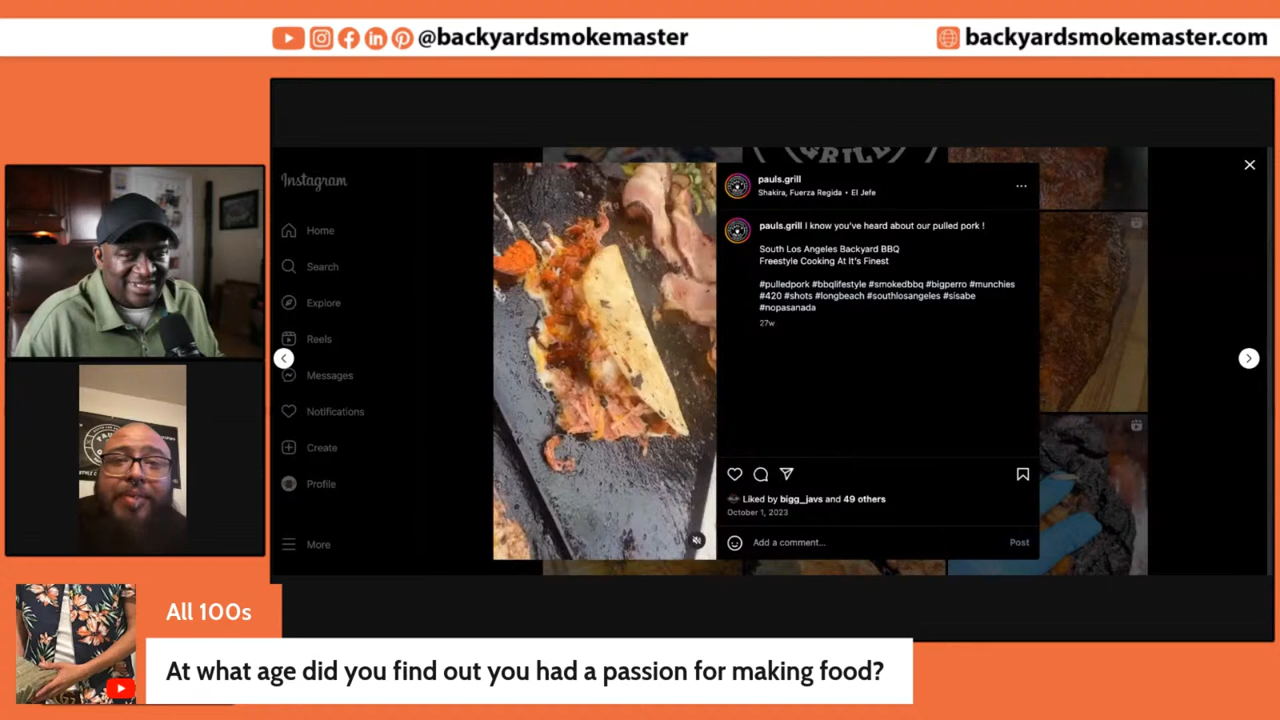 @backyardsmokemaster
backyardsmokemaster.com
GRILL
Instagram
Home
Search
Explore
Reels
Messages
Notifications
Create
Profile
More
pauls.grill
Shakira, Fuerza Regida • El Jefe
pauls.grill I know you've heard about our pulled pork !
South Los Angeles Backyard BBQ
Freestyle Cooking At It's Finest
#pulledpork #bbqlifestyle #smokedbbq #bigperro #munchies
#420 #shots #longbeach #southlosangeles #sisabe
#nopasanada
27w
Liked by bigg_javs and 49 others
October 1, 2023
Add a comment...
Post
All 100s
At what age did you find out you had a passion for making food?